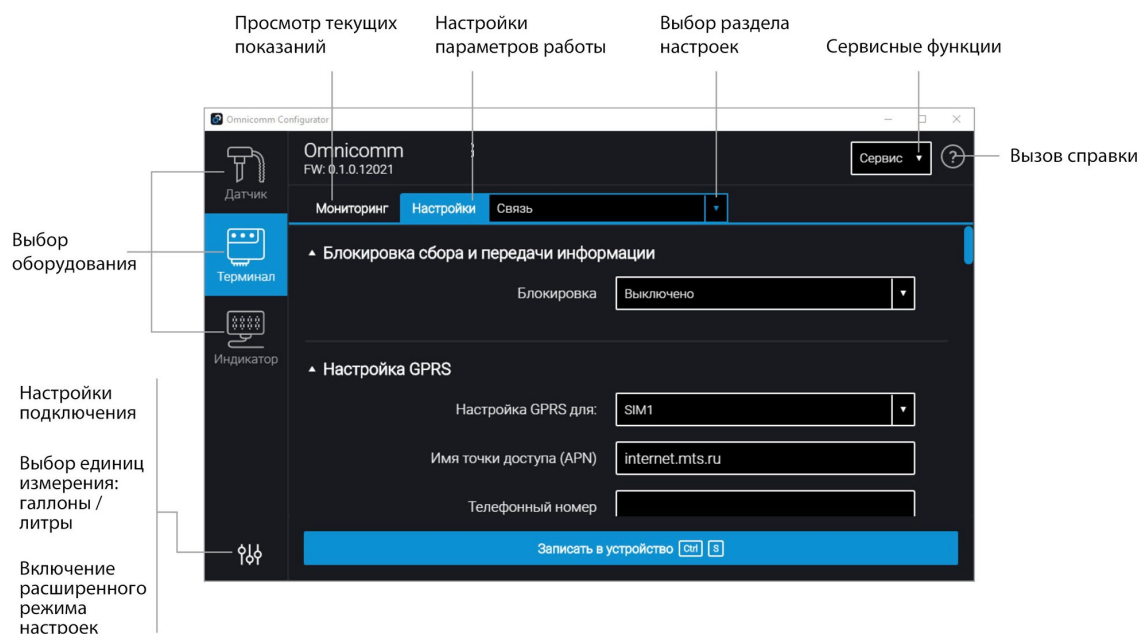 Просмотр текущих
показаний
Настройки
параметров работы
Выбор раздела
настроек
Сервисные функции
Omnicomm Configurator
Omnicomm
FW: 0.1.0.12021
Сервис
?
Вызов справки
Датчик
Мониторинг
Настройки
Связь
Выбор
оборудования
Терминал
Блокировка сбора и передачи информации
Блокировка
Выключено
Индикатор
Настройка GPRS
Настройка GPRS для:
SIM1
Имя точки доступа (APN)
internet.mts.ru
Телефонный номер
Записать в устройство Ctrl S
Настройки
подключения
Выбор единиц
измерения:
галлоны /
литры
Включение
расширенного
режима
настроек